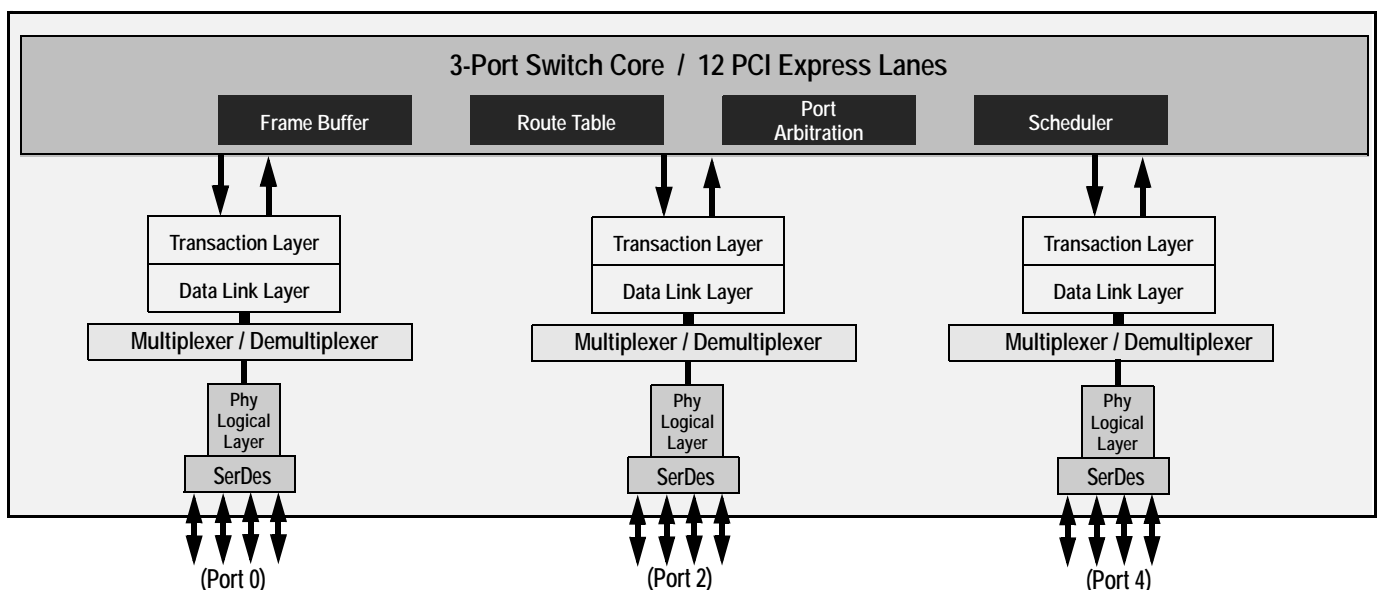 3-Port Switch Core / 12 PCI Express Lanes
Frame Buffer
Route Table
Port
Arbitration
Scheduler
Transaction Layer
Data Link Layer
Multiplexer / Demultiplexer
Phy
Logical
Layer
SerDes
(Port 0)
Transaction Layer
Data Link Layer
Multiplexer / Demultiplexer
Phy
Logical
Layer
SerDes
(Port 2)
Transaction Layer
Data Link Layer
Multiplexer / Demultiplexer
Phy
Logical
Layer
SerDes
(Port 4)